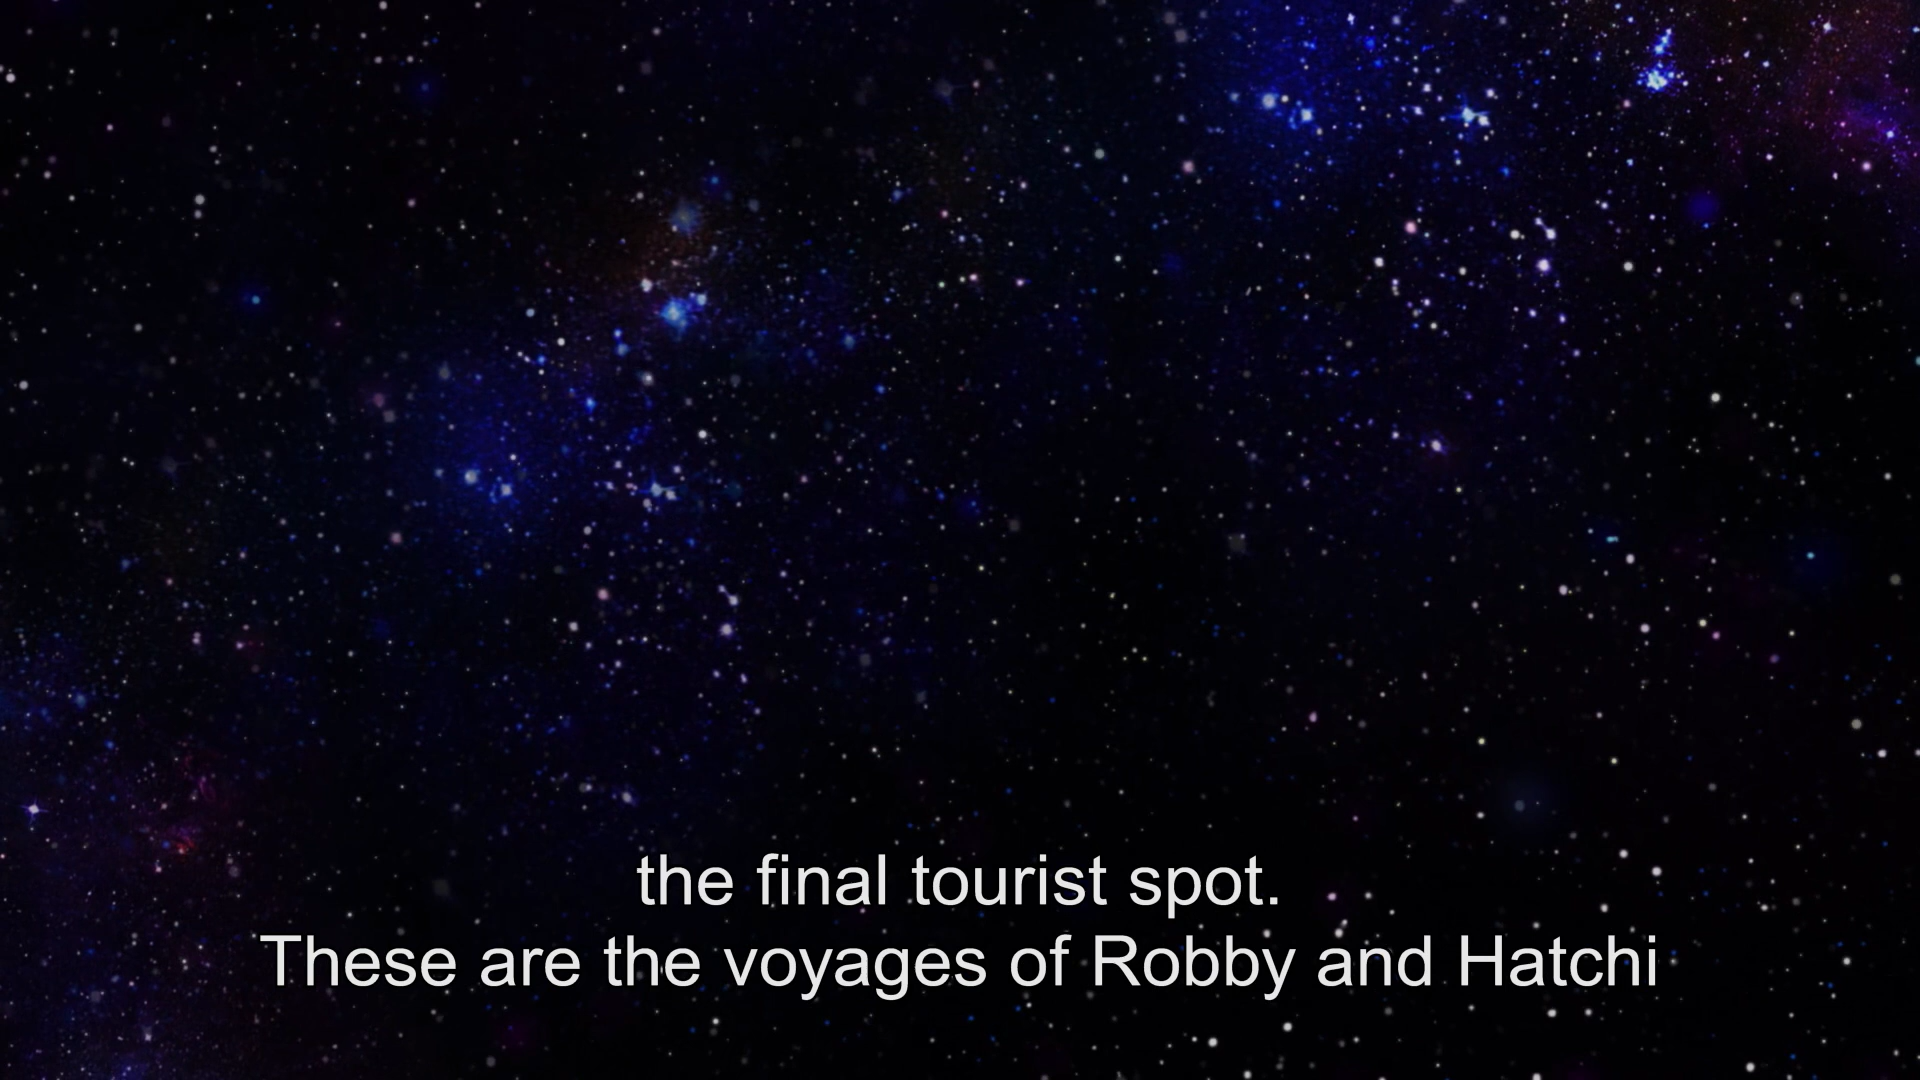 the final tourist spot.
These are the voyages of Robby and Hatchi